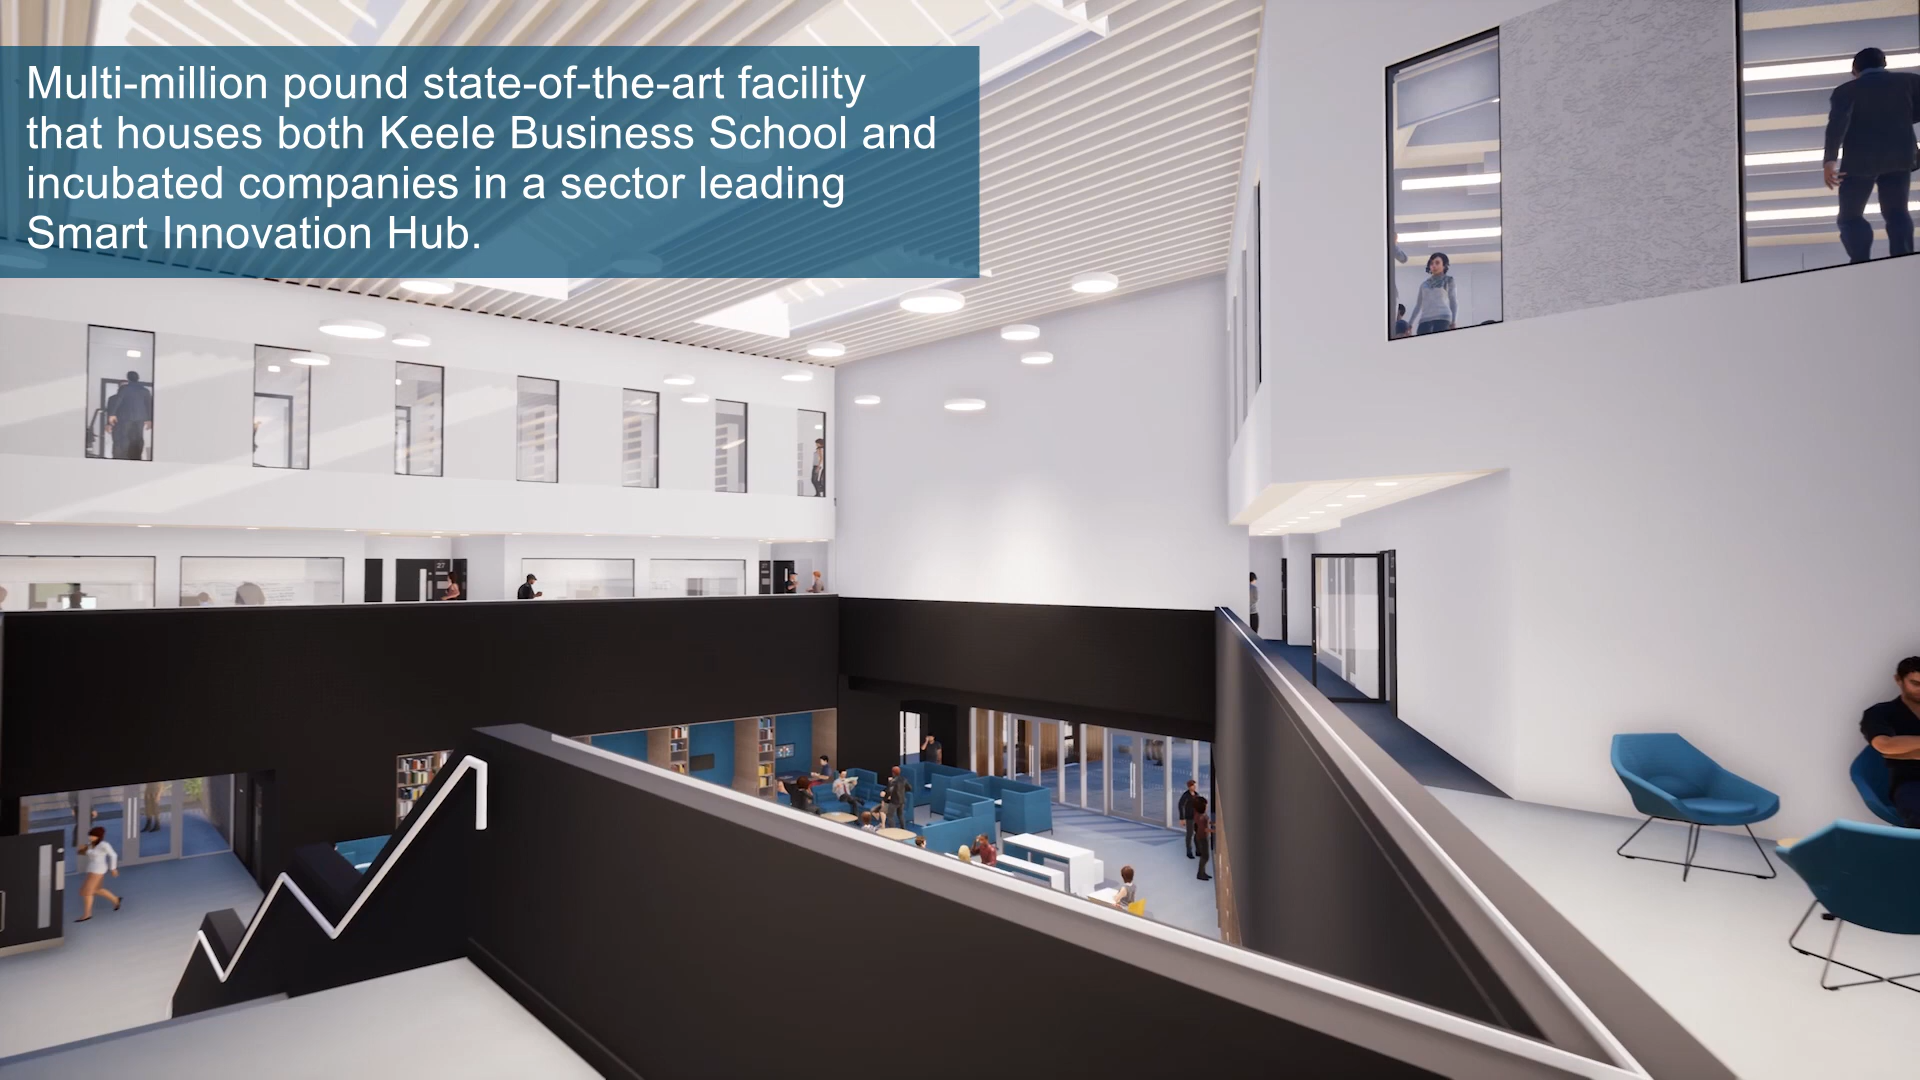 Multi-million pound state-of-the-art facility
that houses both Keele Business School and
incubated companies in a sector leading
Smart Innovation Hub.
27